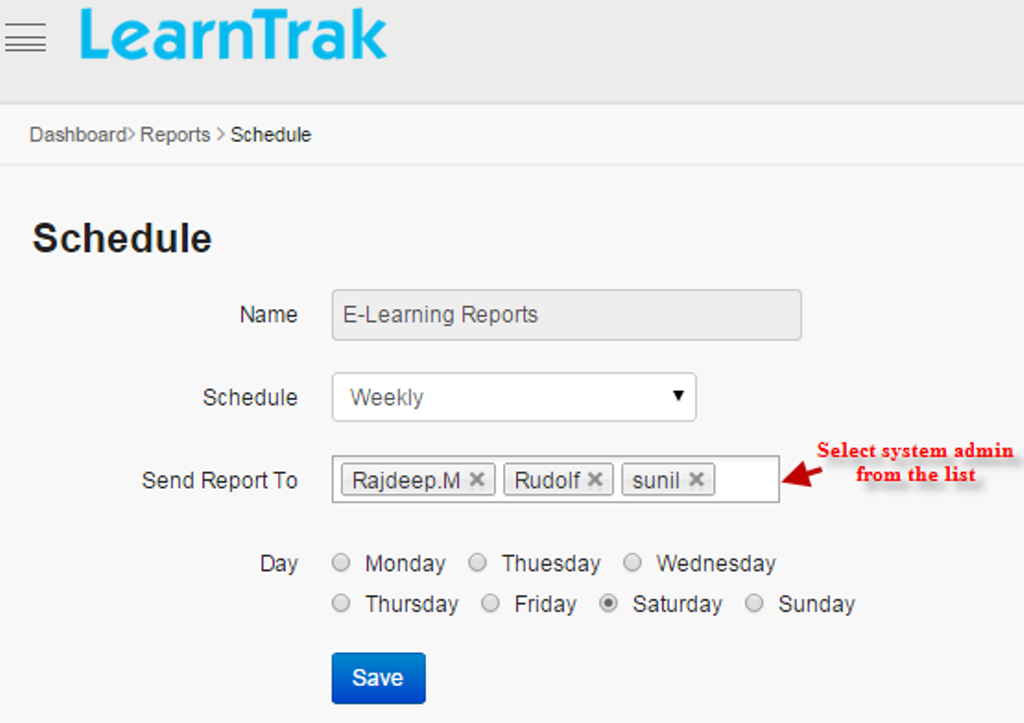 LearnTrak
Dashboard> Reports > Schedule
Schedule
Name E-Learning Reports
Schedule Weekly
Select system admin
from the list
Send Report To Rajdeep.M Rudolf sunil
Day Monday Thuesday Wednesday
Thursday Friday Saturday Sunday
Save